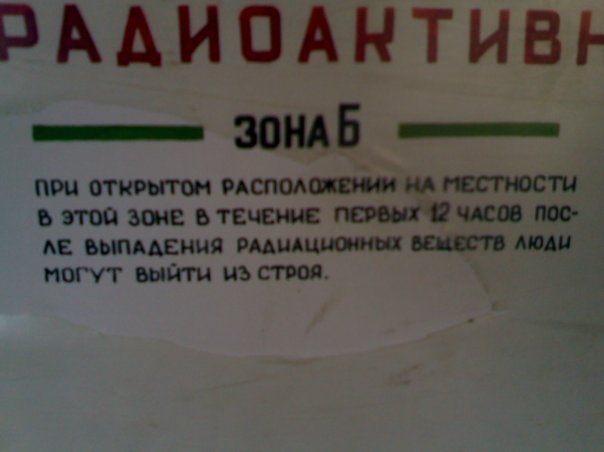 РАДИОАКТИВН
ЗОНА Б
ПРИ ОТКРЫТОМ РАСПОЛОЖЕНИИ НА МЕСТНОСТИ
В ЭТОЙ ЗОНЕ В ТЕЧЕНИЕ ПЕРВЫХ 12 ЧАСОВ ПОС-
ЛЕ ВЫПАДЕНИЯ РАДИАЦИОННЫХ ВЕЩЕСТВ ЛЮДИ
МОГУТ ВЫЙТИ ИЗ СТРОЯ.